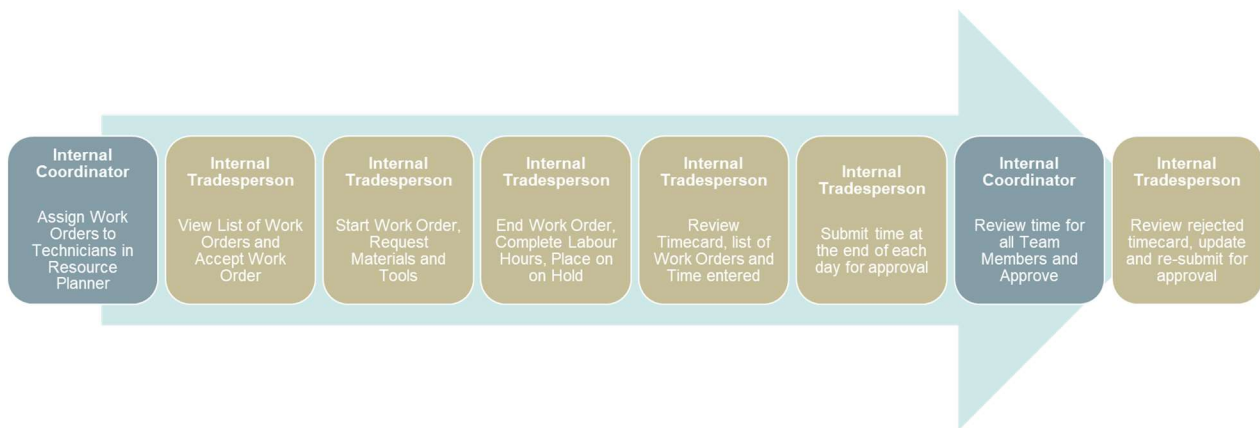 Internal
Coordinator
Assign Work
Orders to
Technicians in
Resource
Planner
Internal
Tradesperson
View List of Work
Orders and
Accept Work
Order
Internal
Tradesperson
Start Work Order,
Request
Materials and
Tools
Internal
Tradesperson
End Work Order,
Complete Labour
Hours, Place on
on Hold
Internal
Tradesperson
Review
Timecard, list of
Work Orders and
Time entered
Internal
Tradesperson
Submit time at
the end of each
day for approval
Internal
Coordinator
Review time for
all Team
Members and
Approve
Internal
Tradesperson
Review rejected
timecard, update
and re-submit for
approval